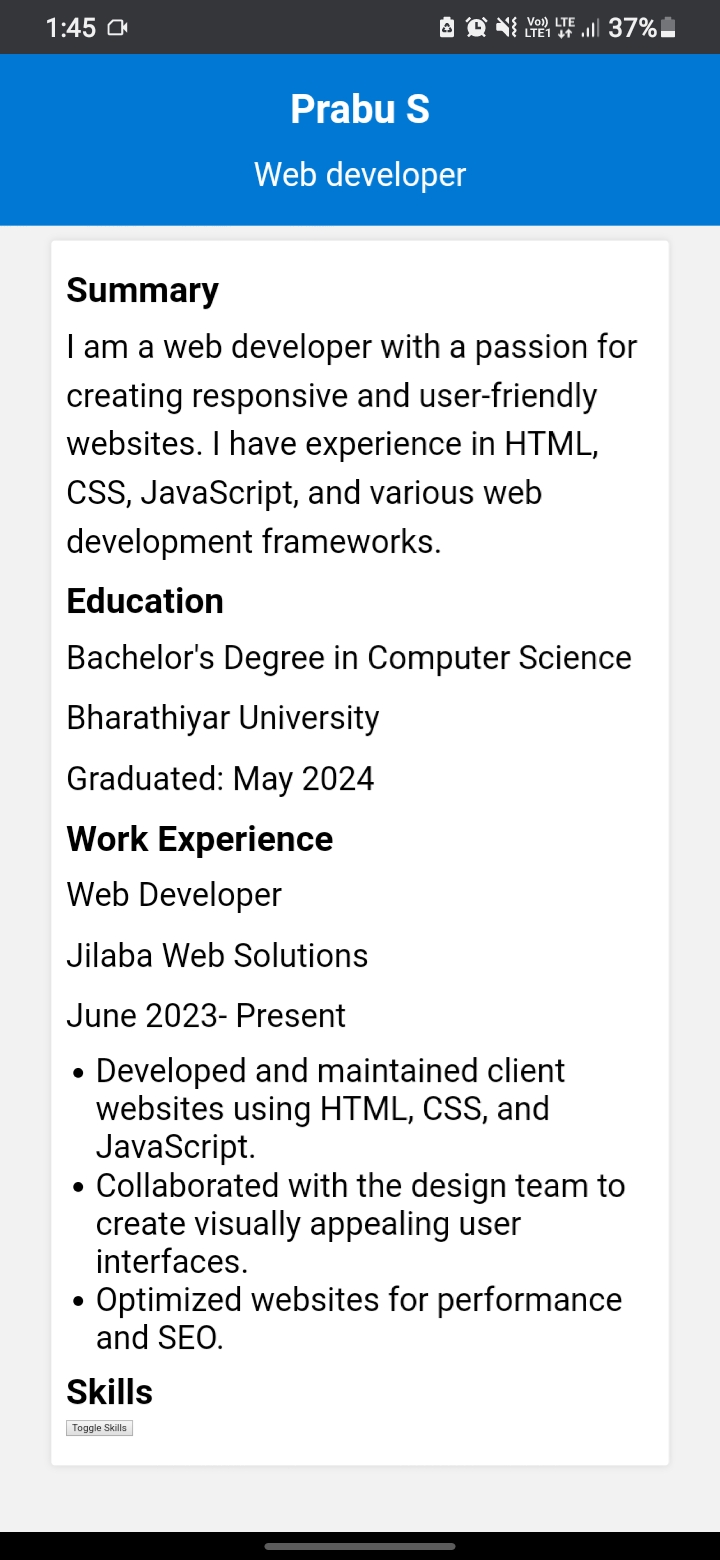 1:45 Vo)) LTE1 LTE 37%
Prabu S
Web developer
Summary
I am a web developer with a passion for
creating responsive and user-friendly
websites. I have experience in HTML,
CSS, JavaScript, and various web
development frameworks.
Education
Bachelor's Degree in Computer Science
Bharathiyar University
Graduated: May 2024
Work Experience
Web Developer
Jilaba Web Solutions
June 2023- Present
• Developed and maintained client
websites using HTML, CSS, and
JavaScript.
• Collaborated with the design team to
create visually appealing user
interfaces.
• Optimized websites for performance
and SEO.
Skills
Toggle Skills